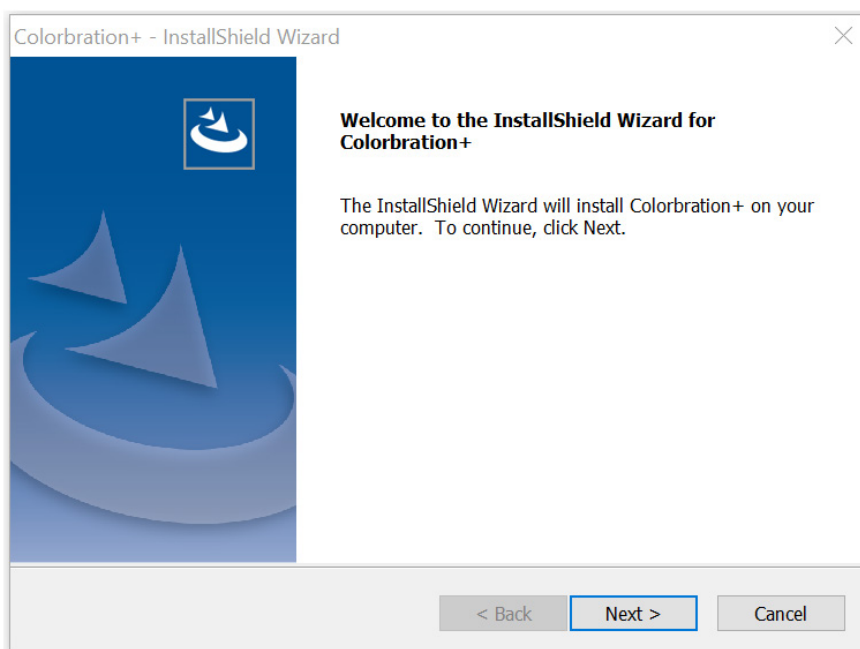 Colorbration+ - InstallShield Wizard
Welcome to the InstallShield Wizard for
Colorbration+
The InstallShield Wizard will install Colorbration+ on your
computer. To continue, click Next.
< Back
Next >
Cancel